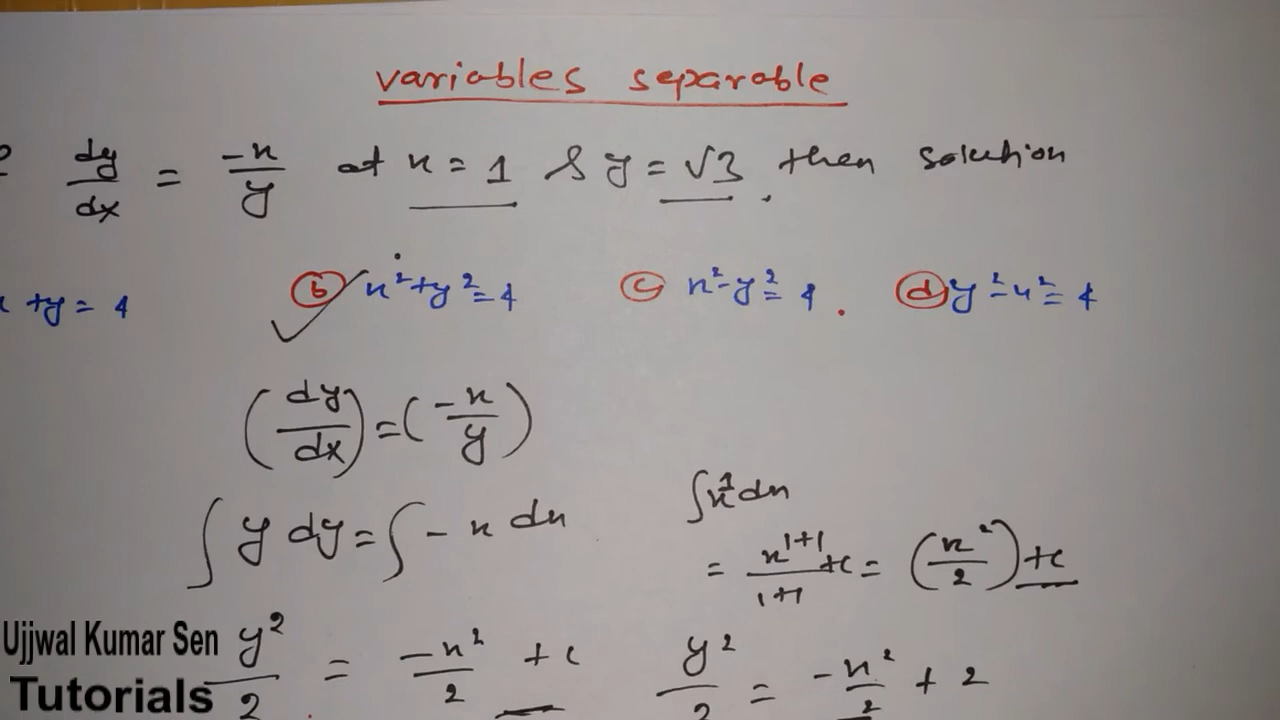 variables separable
dy/dx = -x/y at x = 1 & y = √3, then solution
x + y = 4 (b) x² + y² = 4 (c) x² - y² = 4. (d) y² - x² = 4
(dy/dx) = (-x/y)
∫ y dy = ∫ - x dx
∫x¹dx
= x¹⁺¹/1+1 + c = (x²/2) + c
y²/2 = -x²/2 + c
y²/2 = -x²/2 + 2
Ujjwal Kumar Sen
Tutorials